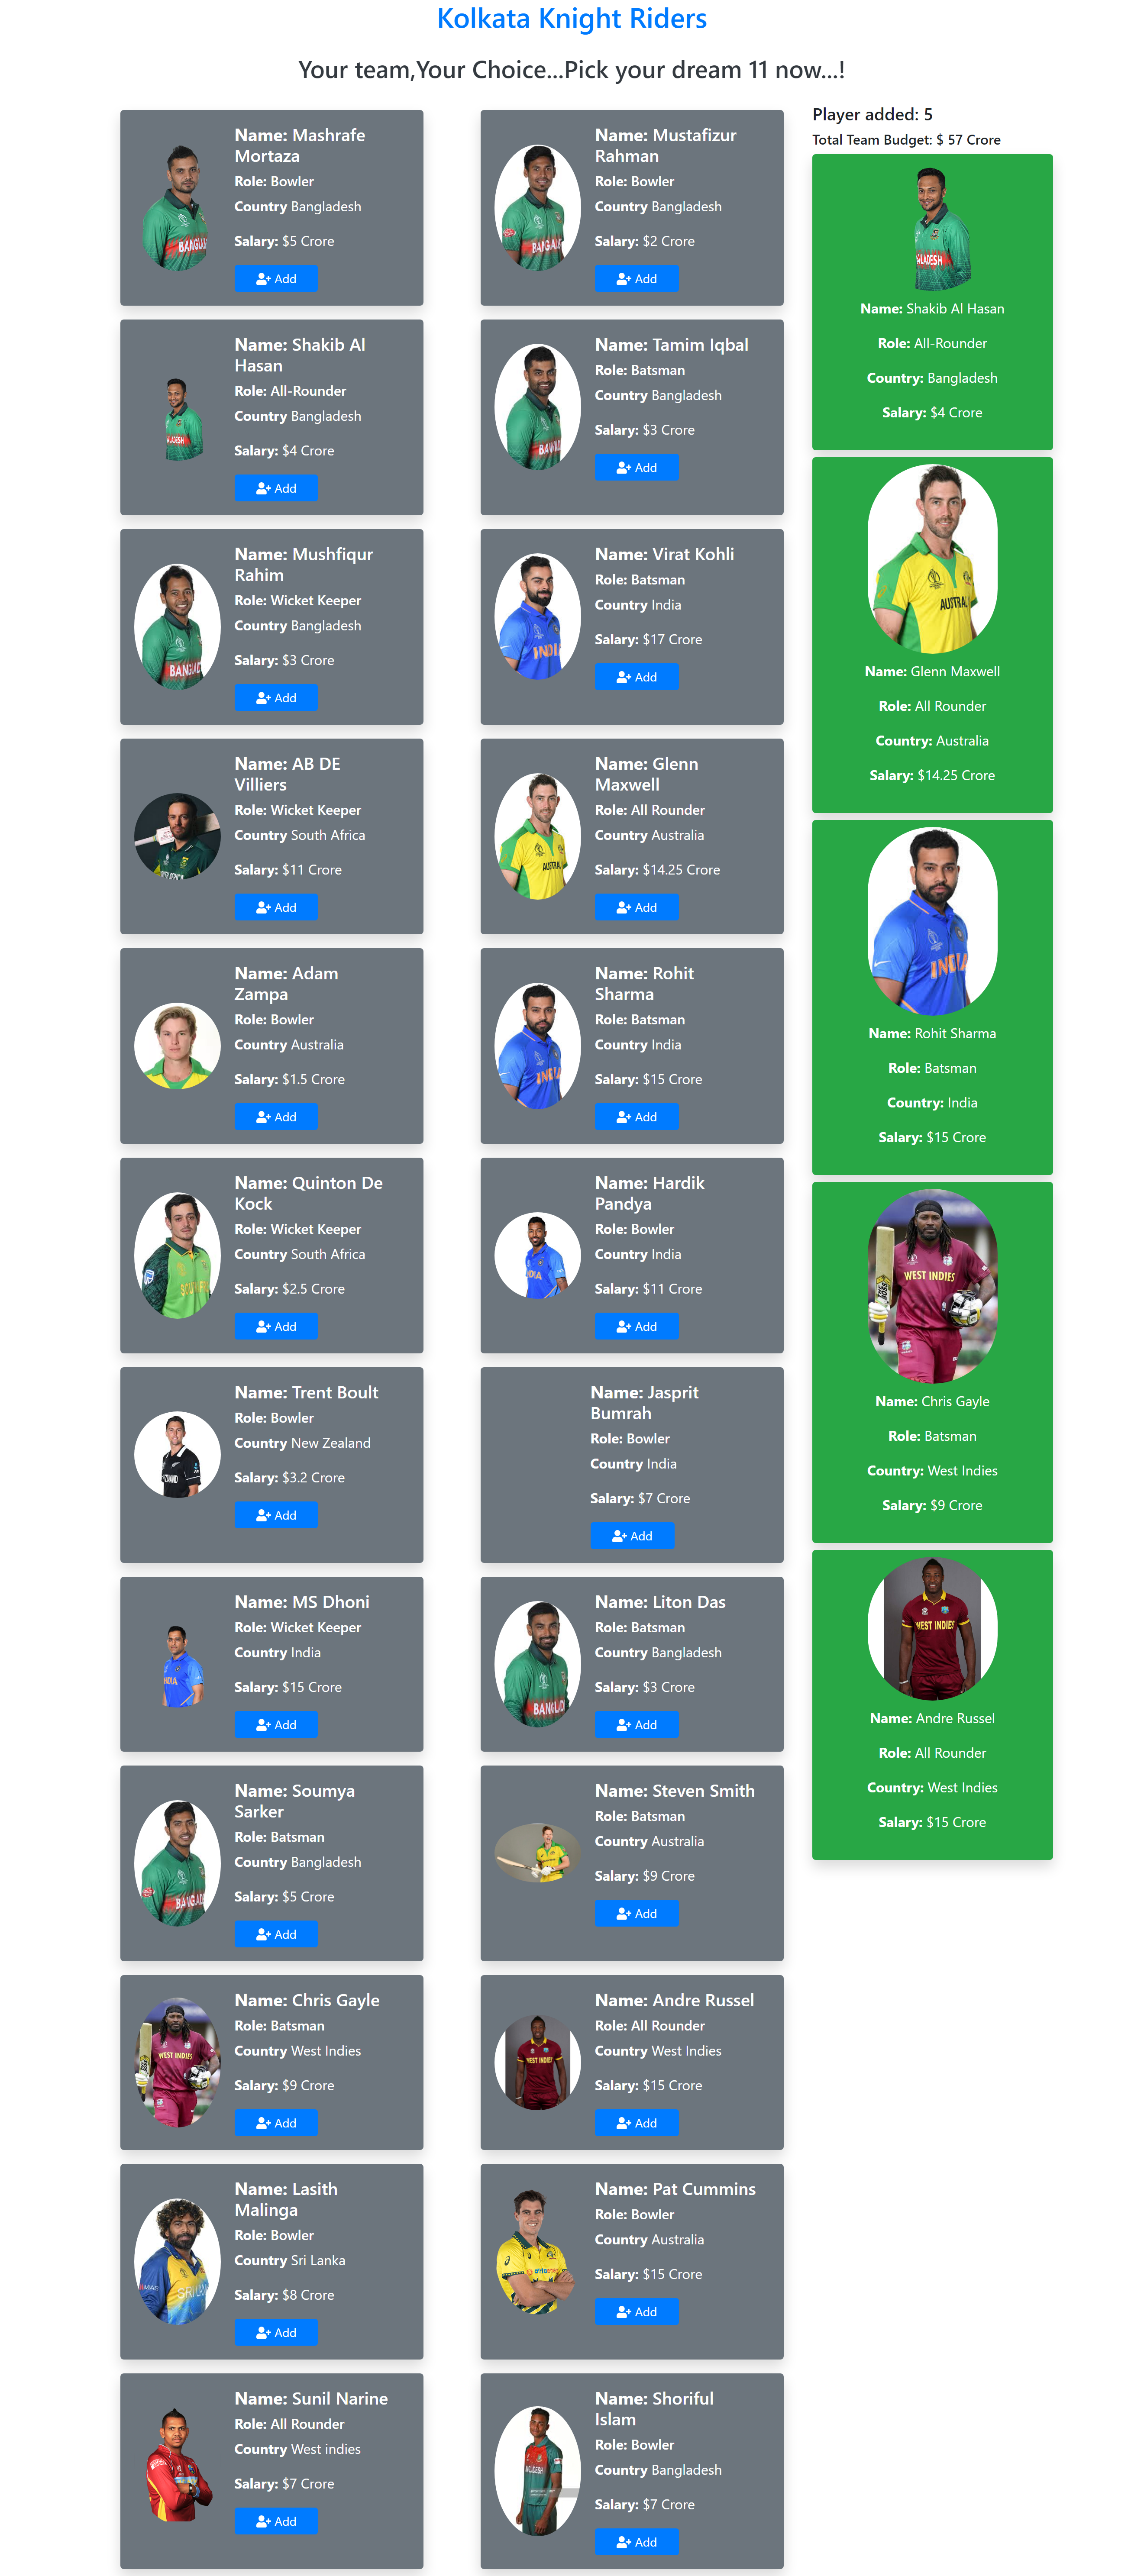 Kolkata Knight Riders
Your team,Your Choice...Pick your dream 11 now...!
Name: Mashrafe
Mortaza
Role: Bowler
Country Bangladesh
Salary: $5 Crore
Add
Name: Mustafizur
Rahman
Role: Bowler
Country Bangladesh
Salary: $2 Crore
Add
Name: Shakib Al
Hasan
Role: All-Rounder
Country Bangladesh
Salary: $4 Crore
Add
Name: Tamim Iqbal
Role: Batsman
Country Bangladesh
Salary: $3 Crore
Add
Name: Mushfiqur
Rahim
Role: Wicket Keeper
Country Bangladesh
Salary: $3 Crore
Add
Name: Virat Kohli
Role: Batsman
Country India
Salary: $17 Crore
Add
Name: AB DE
Villiers
Role: Wicket Keeper
Country South Africa
Salary: $11 Crore
Add
Name: Glenn
Maxwell
Role: All Rounder
Country Australia
Salary: $14.25 Crore
Add
Name: Adam
Zampa
Role: Bowler
Country Australia
Salary: $1.5 Crore
Add
Name: Rohit
Sharma
Role: Batsman
Country India
Salary: $15 Crore
Add
Name: Quinton De
Kock
Role: Wicket Keeper
Country South Africa
Salary: $2.5 Crore
Add
Name: Hardik
Pandya
Role: Bowler
Country India
Salary: $11 Crore
Add
Name: Trent Boult
Role: Bowler
Country New Zealand
Salary: $3.2 Crore
Add
Name: Jasprit
Bumrah
Role: Bowler
Country India
Salary: $7 Crore
Add
Name: MS Dhoni
Role: Wicket Keeper
Country India
Salary: $15 Crore
Add
Name: Liton Das
Role: Batsman
Country Bangladesh
Salary: $3 Crore
Add
Name: Soumya
Sarker
Role: Batsman
Country Bangladesh
Salary: $5 Crore
Add
Name: Steven Smith
Role: Batsman
Country Australia
Salary: $9 Crore
Add
Name: Chris Gayle
Role: Batsman
Country West Indies
Salary: $9 Crore
Add
Name: Andre Russel
Role: All Rounder
Country West Indies
Salary: $15 Crore
Add
Name: Lasith
Malinga
Role: Bowler
Country Sri Lanka
Salary: $8 Crore
Add
Name: Pat Cummins
Role: Bowler
Country Australia
Salary: $15 Crore
Add
Name: Sunil Narine
Role: All Rounder
Country West indies
Salary: $7 Crore
Add
Name: Shoriful
Islam
Role: Bowler
Country Bangladesh
Salary: $7 Crore
Add
Player added: 5
Total Team Budget: $ 57 Crore
Name: Shakib Al Hasan
Role: All-Rounder
Country: Bangladesh
Salary: $4 Crore
Name: Glenn Maxwell
Role: All Rounder
Country: Australia
Salary: $14.25 Crore
INDIA
Name: Rohit Sharma
Role: Batsman
Country: India
Salary: $15 Crore
WEST INDIES
Name: Chris Gayle
Role: Batsman
Country: West Indies
Salary: $9 Crore
WEST INDIES
Name: Andre Russel
Role: All Rounder
Country: West Indies
Salary: $15 Crore